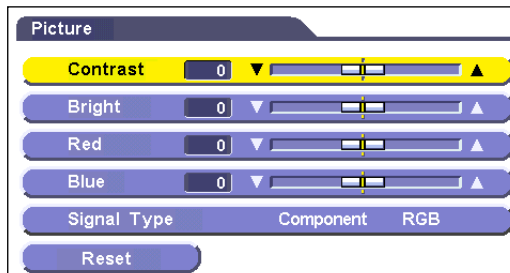 Picture
Contrast 0
Bright 0
Red 0
Blue 0
Signal Type Component RGB
Reset